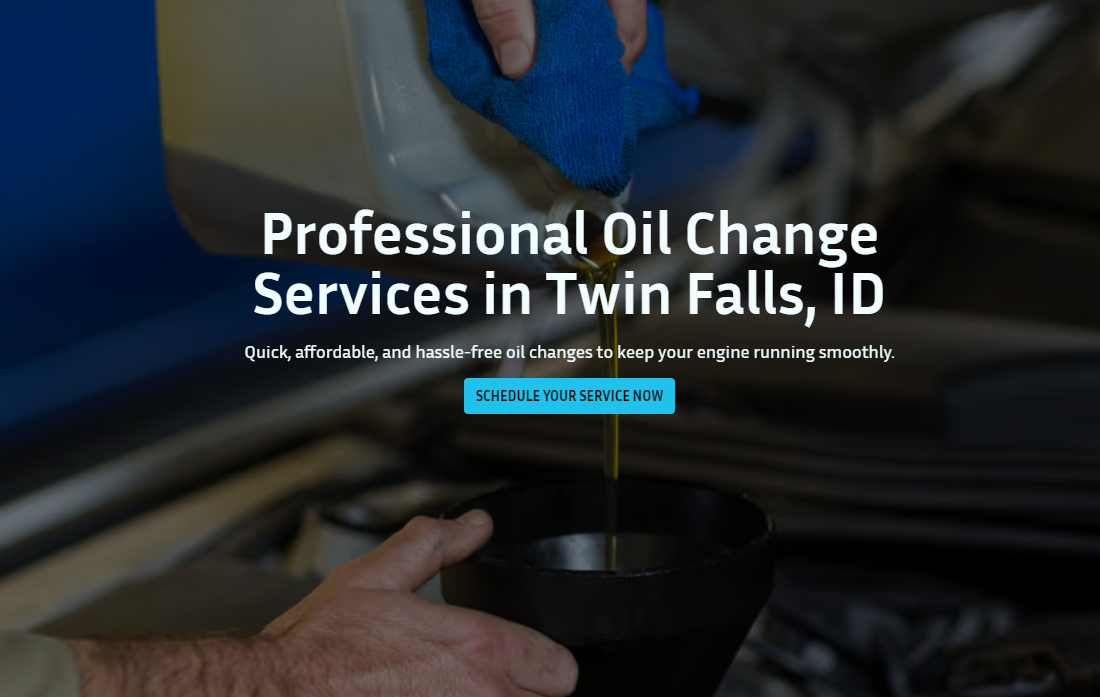 Professional Oil Change
Services in Twin Falls, ID
Quick, affordable, and hassle-free oil changes to keep your engine running smoothly.
SCHEDULE YOUR SERVICE NOW